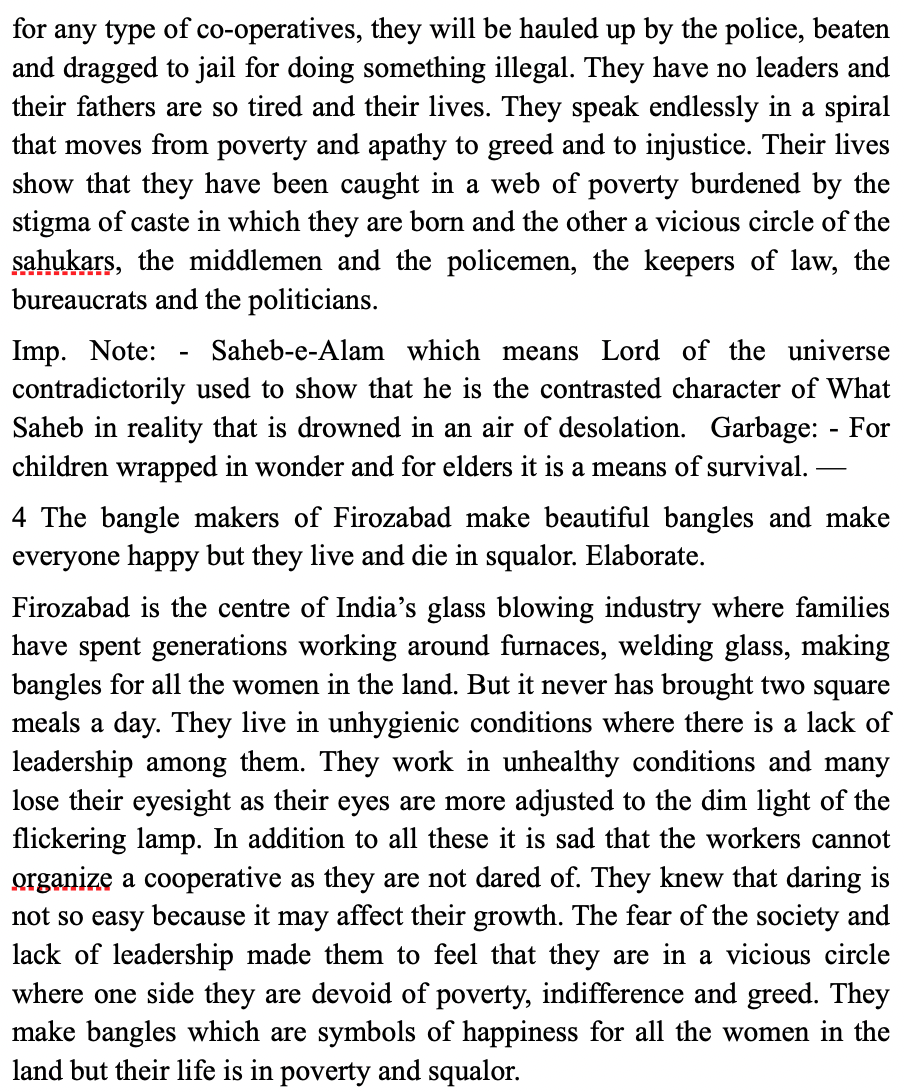 for any type of co-operatives, they will be hauled up by the police, beaten
and dragged to jail for doing something illegal. They have no leaders and
their fathers are so tired and their lives. They speak endlessly in a spiral
that moves from poverty and apathy to greed and to injustice. Their lives
show that they have been caught in a web of poverty burdened by the
stigma of caste in which they are born and the other a vicious circle of the
sahukars, the middlemen and the policemen, the keepers of law, the
bureaucrats and the politicians.
Imp. Note: - Saheb-e-Alam which means Lord of the universe
contradictorily used to show that he is the contrasted character of What
Saheb in reality that is drowned in an air of desolation. Garbage: - For
children wrapped in wonder and for elders it is a means of survival. —
4 The bangle makers of Firozabad make beautiful bangles and make
everyone happy but they live and die in squalor. Elaborate.
Firozabad is the centre of India’s glass blowing industry where families
have spent generations working around furnaces, welding glass, making
bangles for all the women in the land. But it never has brought two square
meals a day. They live in unhygienic conditions where there is a lack of
leadership among them. They work in unhealthy conditions and many
lose their eyesight as their eyes are more adjusted to the dim light of the
flickering lamp. In addition to all these it is sad that the workers cannot
organize a cooperative as they are not dared of. They knew that daring is
not so easy because it may affect their growth. The fear of the society and
lack of leadership made them to feel that they are in a vicious circle
where one side they are devoid of poverty, indifference and greed. They
make bangles which are symbols of happiness for all the women in the
land but their life is in poverty and squalor.